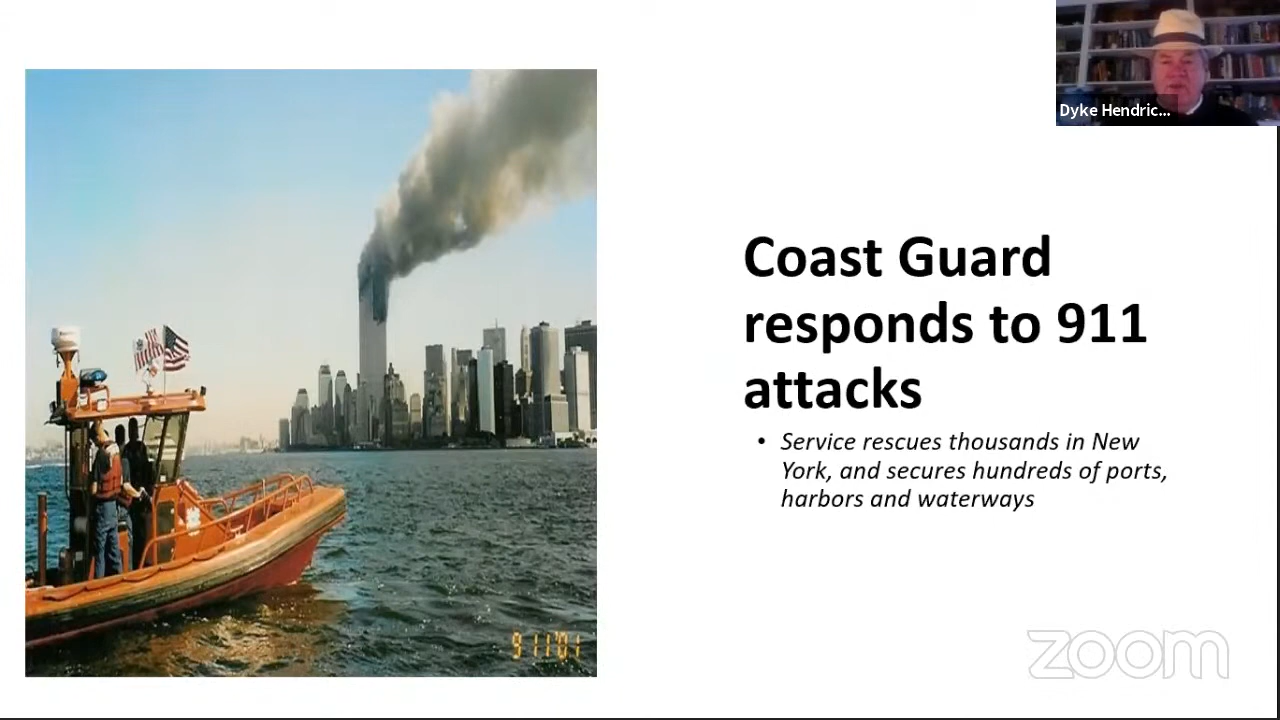 Dyke Hendric...
Coast Guard
responds to 911
attacks
• Service rescues thousands in New
York, and secures hundreds of ports,
harbors and waterways
9 11'01
zoom